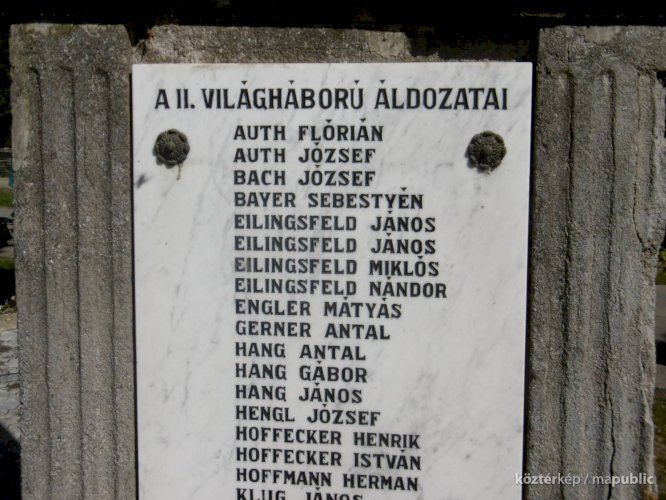 A II. VILÁGHÁBORÚ ÁLDOZATAI
AUTH FLÓRIÁN
AUTH JÓZSEF
BACH JÓZSEF
BAYER SEBESTYÉN
EILINGSFELD JÁNOS
EILINGSFELD JÁNOS
EILINGSFELD MIKLÓS
EILINGSFELD NÁNDOR
ENGLER MÁTYÁS
GERNER ANTAL
HANG ANTAL
HANG GÁBOR
HANG JÁNOS
HENGL JÓZSEF
HOFFECKER HENRIK
HOFFECKER ISTVÁN
HOFFMANN HERMAN
KLUG JÁNOS
köztérkép / mapublic